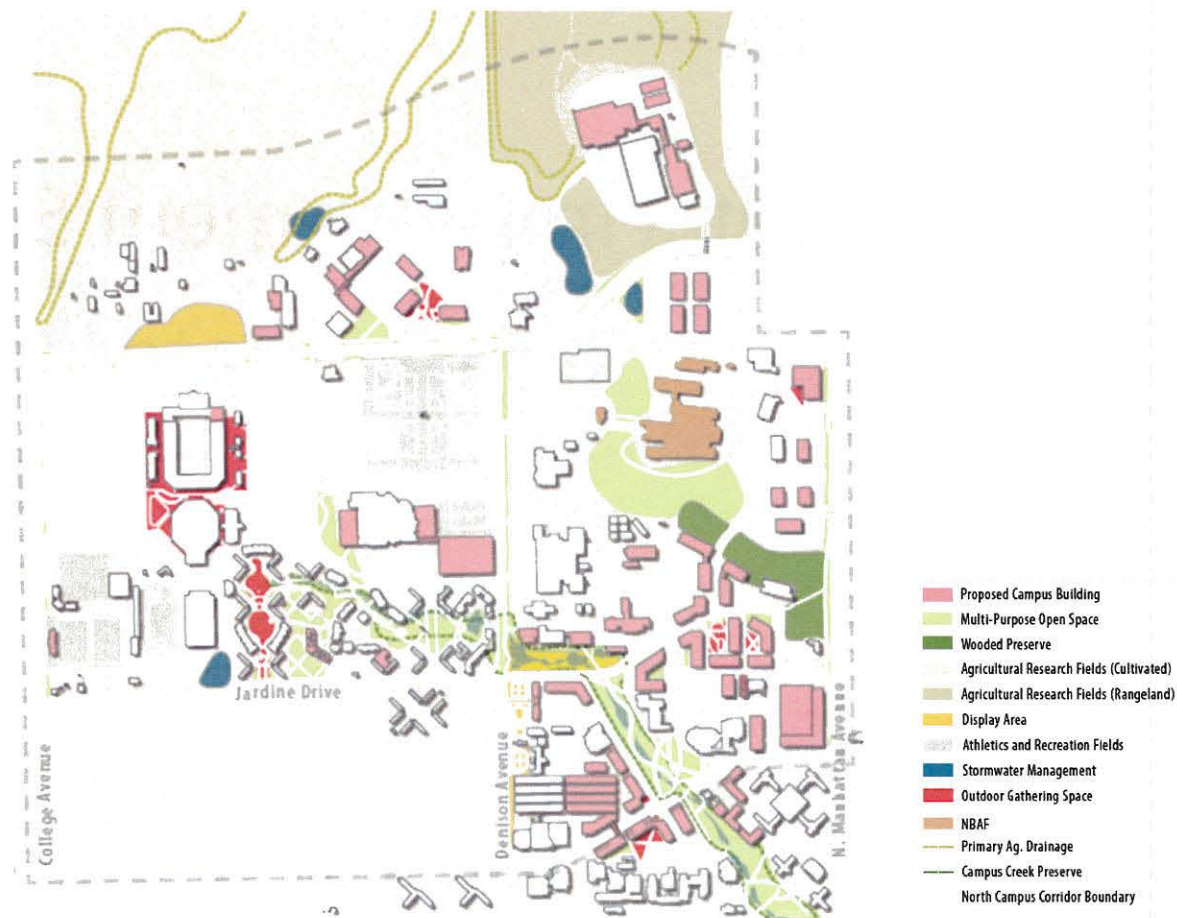 Jardine Drive
College Avenue
Denison Avenue
N. Manhattan Avenue
Proposed Campus Building
Multi-Purpose Open Space
Wooded Preserve
Agricultural Research Fields (Cultivated)
Agricultural Research Fields (Rangeland)
Display Area
Athletics and Recreation Fields
Stormwater Management
Outdoor Gathering Space
NBAF
Primary Ag. Drainage
Campus Creek Preserve
North Campus Corridor Boundary